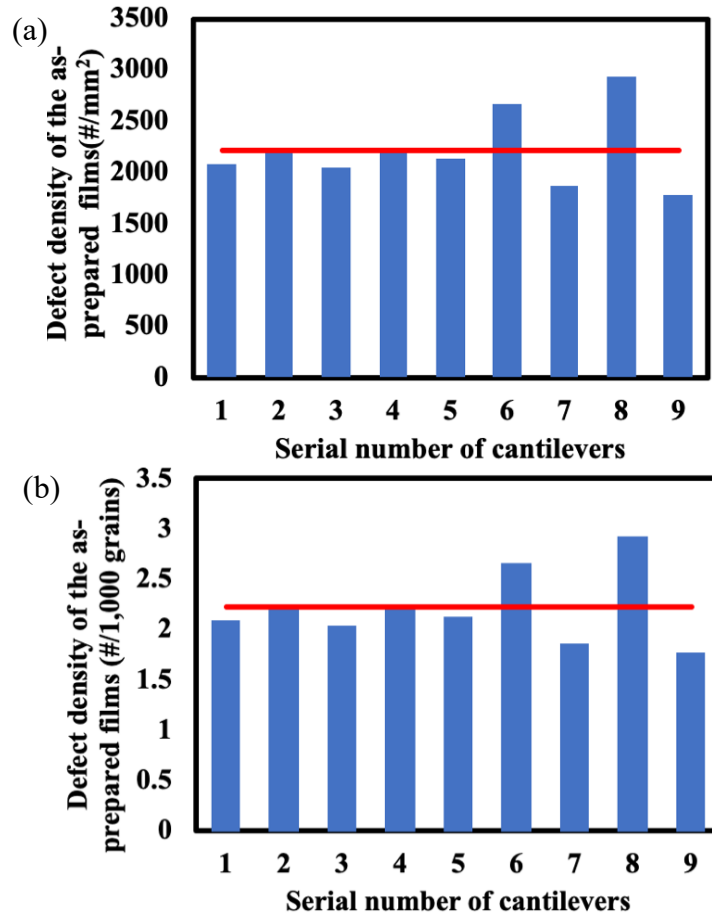 (a)
Defect density of the as-
prepared films(#/mm²)
3500
3000
2500
2000
1500
1000
500
0
1 2 3 4 5 6 7 8 9
Serial number of cantilevers
(b)
Defect density of the as-
prepared films (#/1,000 grains)
3.5
3
2.5
2
1.5
1
0.5
0
1 2 3 4 5 6 7 8 9
Serial number of cantilevers